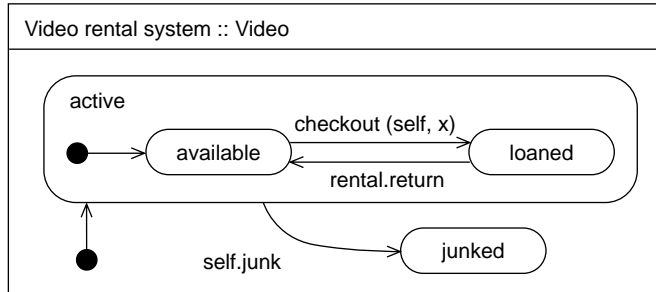 Video rental system :: Video
active
checkout (self, x)
available
loaned
rental.return
self.junk
junked